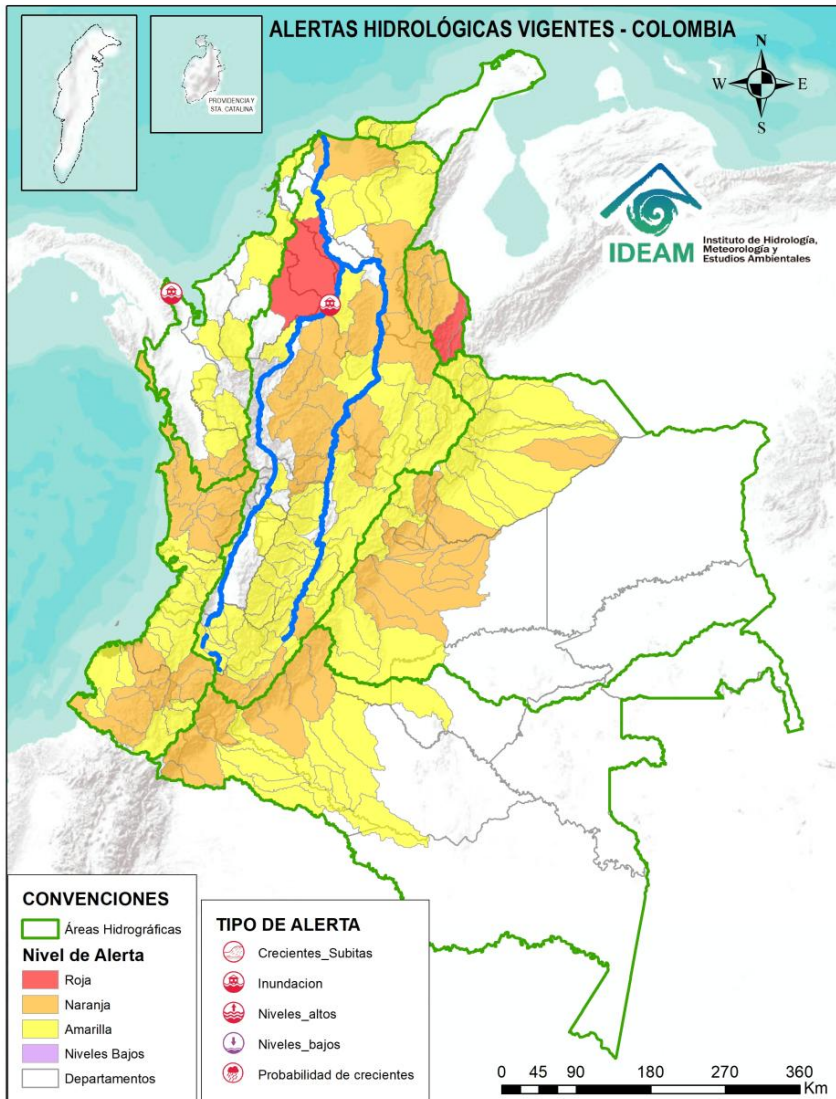 ALERTAS HIDROLÓGICAS VIGENTES - COLOMBIA
PROVIDENCIA Y
STA. CATALINA
N
W
E
S
IDEAM
Instituto de Hidrología,
Meteorología y
Estudios Ambientales
CONVENCIONES
Áreas Hidrográficas
Nivel de Alerta
Roja
Naranja
Amarilla
Niveles Bajos
Departamentos
TIPO DE ALERTA
Crecientes_Subitas
Inundacion
Niveles_altos
Niveles_bajos
Probabilidad de crecientes
0 45 90 180 270 360
Km